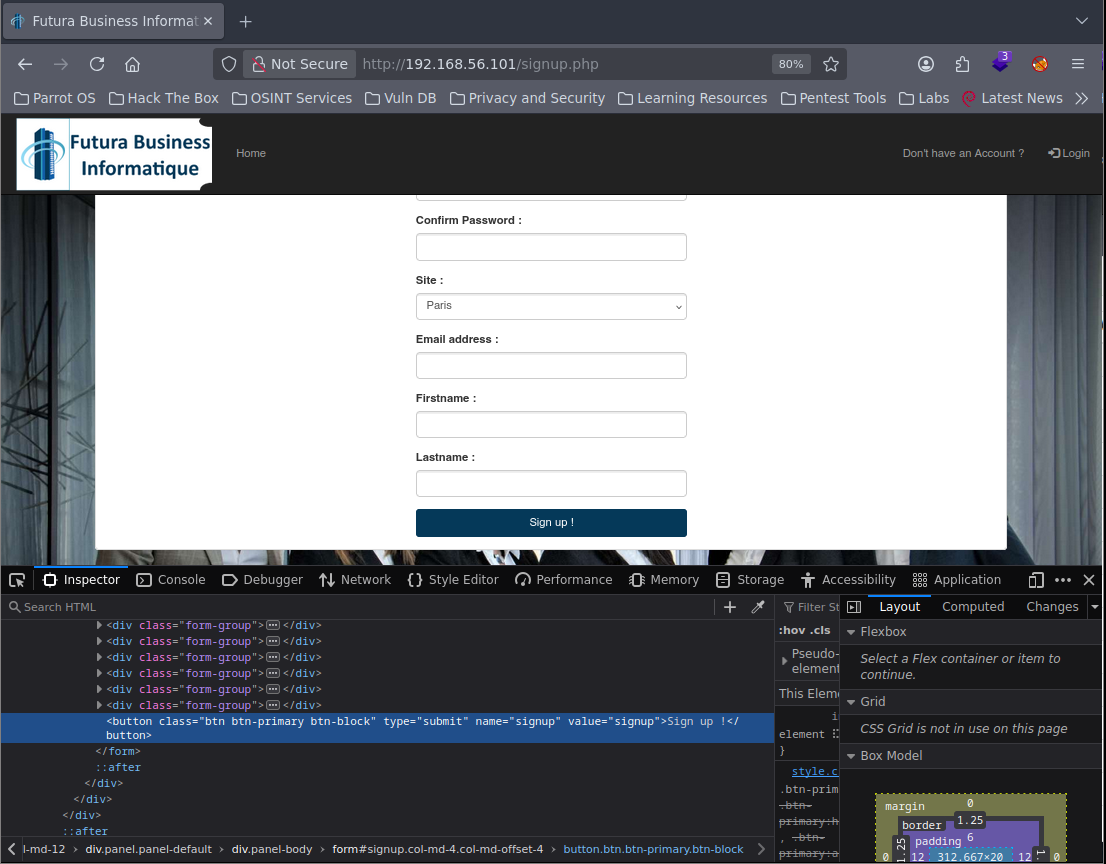 Futura Business Informat
Not Secure
http://192.168.56.101/signup.php
80%
3
Parrot OS
Hack The Box
OSINT Services
Vuln DB
Privacy and Security
Learning Resources
Pentest Tools
Labs
Latest News
Futura Business
Informatique
Home
Don't have an Account ?
Login
Confirm Password :
Site :
Paris
Email address :
Firstname :
Lastname :
Sign up !
Inspector
Console
Debugger
Network
Style Editor
Performance
Memory
Storage
Accessibility
Application
Search HTML
Filter St
Layout
Computed
Changes
<div class="form-group"></div>
<div class="form-group"></div>
<div class="form-group"></div>
<div class="form-group"></div>
<div class="form-group"></div>
<div class="form-group"></div>
<button class="btn btn-primary btn-block" type="submit" name="signup" value="signup">Sign up !</
button>
</form>
::after
</div>
</div>
</div>
::after
:hov .cls
Pseudo-
element
This Elem
element
}
style.c
.btn-prim
.btn-
primary:h
, .btn-
primary:a
Flexbox
Select a Flex container or item to
continue.
Grid
CSS Grid is not in use on this page
Box Model
margin
0
border
1.25
padding
6
0
1.25
12
312.667×20
12
1
0
l-md-12
div.panel.panel-default
div.panel-body
form#signup.col-md-4.col-md-offset-4
button.btn.btn-primary.btn-block